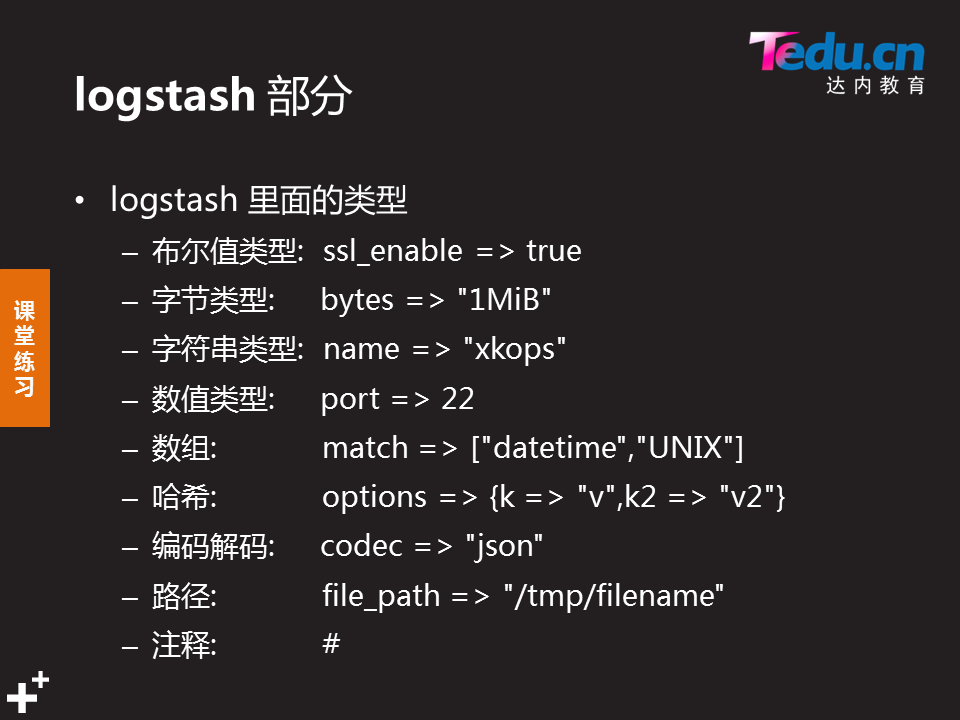 Tedu.cn
达内教育
logstash 部分
• logstash 里面的类型
– 布尔值类型: ssl_enable => true
– 字节类型: bytes => "1MiB"
– 字符串类型: name => "xkops"
– 数值类型: port => 22
– 数组: match => ["datetime","UNIX"]
– 哈希: options => {k => "v",k2 => "v2"}
– 编码解码: codec => "json"
– 路径: file_path => "/tmp/filename"
– 注释: #
课堂练习